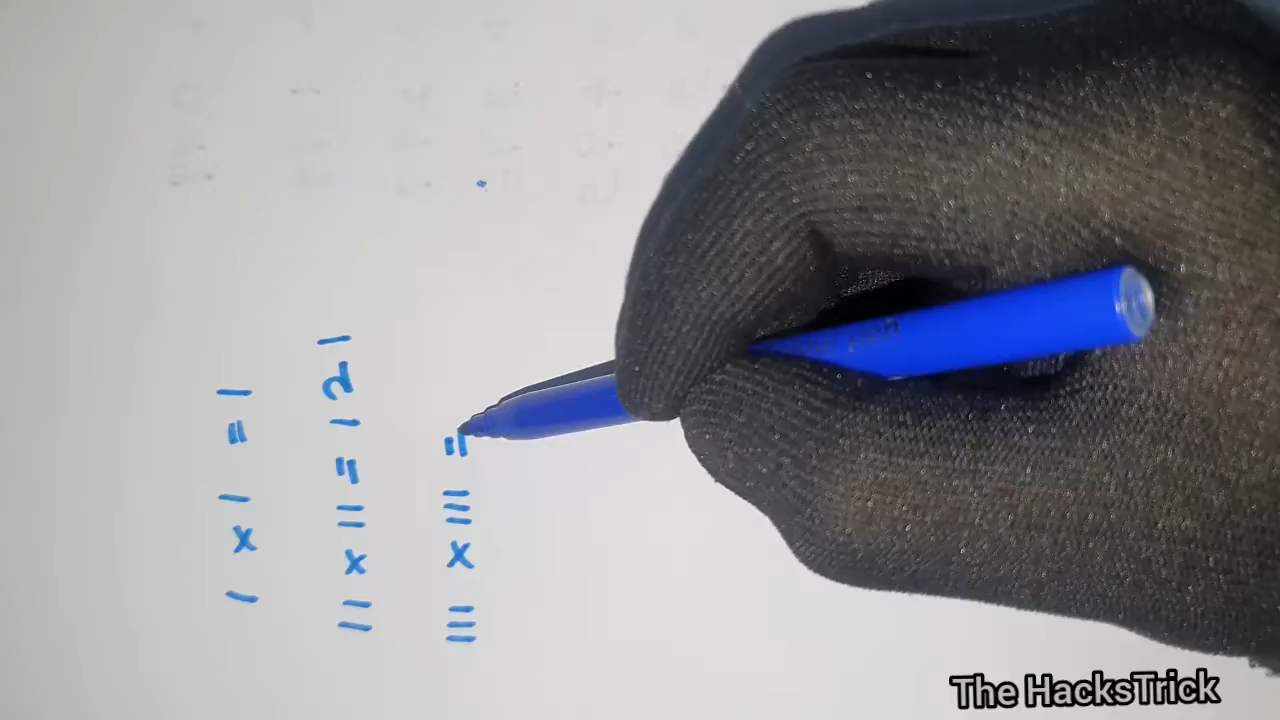 1 x 1 = 1
11 x 11 = 121
111 x 111 =
The HacksTrick